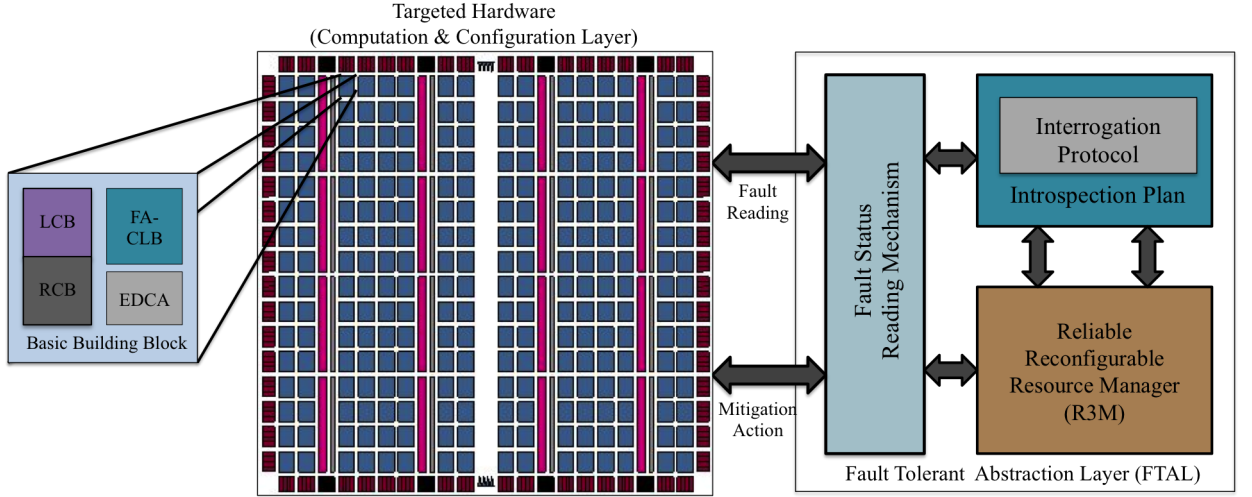 Targeted Hardware
(Computation & Configuration Layer)
LCB
FA-
CLB
RCB
EDCA
Basic Building Block
Fault
Reading
Mitigation
Action
Fault Status
Reading Mechanism
Interrogation
Protocol
Introspection Plan
Reliable
Reconfigurable
Resource Manager
(R3M)
Fault Tolerant Abstraction Layer (FTAL)